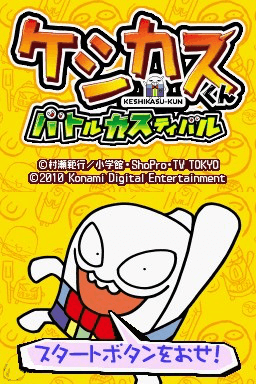 ケシカスくん
KESHIKASU-KUN
バトルカスティバル
©村瀬範行/小学館・ShoPro・TV TOKYO
©2010 Konami Digital Entertainment
スタートボタンをおせ!